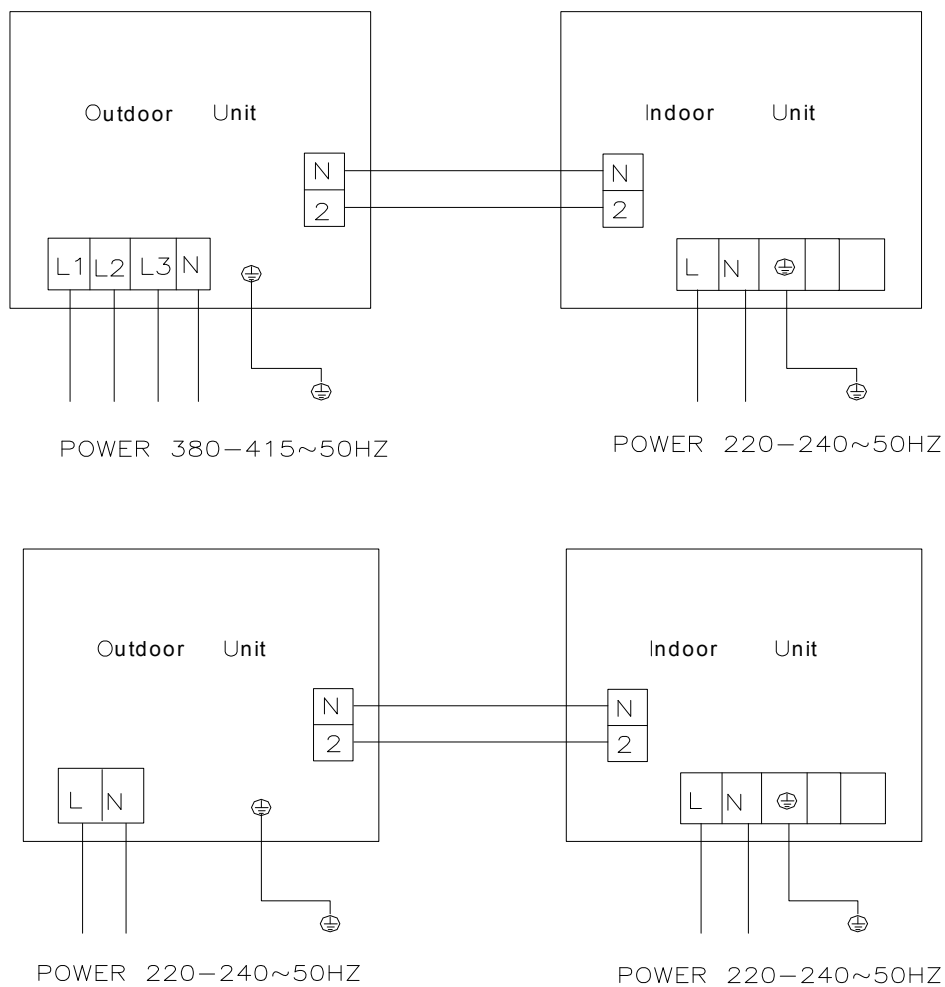 Outdoor Unit
Indoor Unit
N
N
2
2
L1 L2 L3 N
L N
POWER 380-415~50HZ
POWER 220-240~50HZ
Outdoor Unit
Indoor Unit
N
N
2
2
L N
L N
POWER 220-240~50HZ
POWER 220-240~50HZ